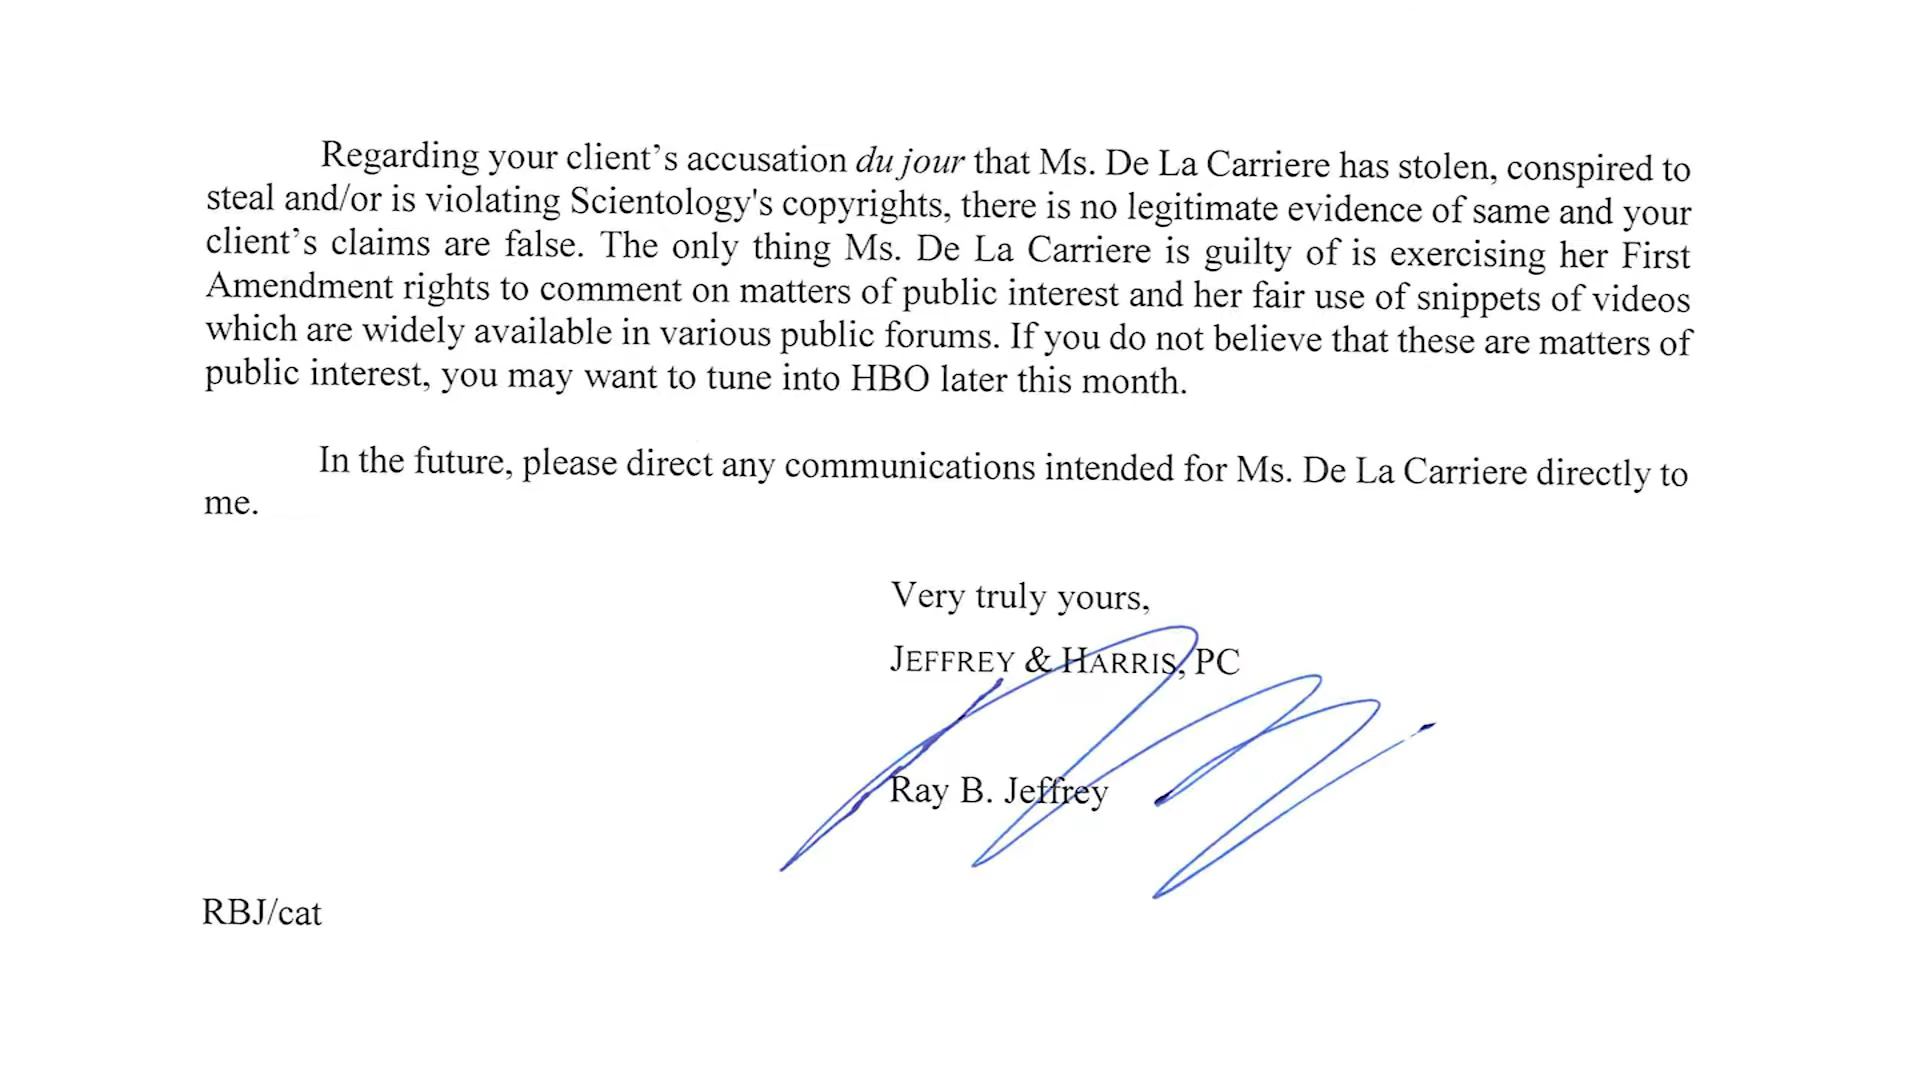 Regarding your client’s accusation du jour that Ms. De La Carriere has stolen, conspired to
steal and/or is violating Scientology's copyrights, there is no legitimate evidence of same and your
client’s claims are false. The only thing Ms. De La Carriere is guilty of is exercising her First
Amendment rights to comment on matters of public interest and her fair use of snippets of videos
which are widely available in various public forums. If you do not believe that these are matters of
public interest, you may want to tune into HBO later this month.
In the future, please direct any communications intended for Ms. De La Carriere directly to
me.
Very truly yours,
JEFFREY & HARRIS, PC
Ray B. Jeffrey
RBJ/cat